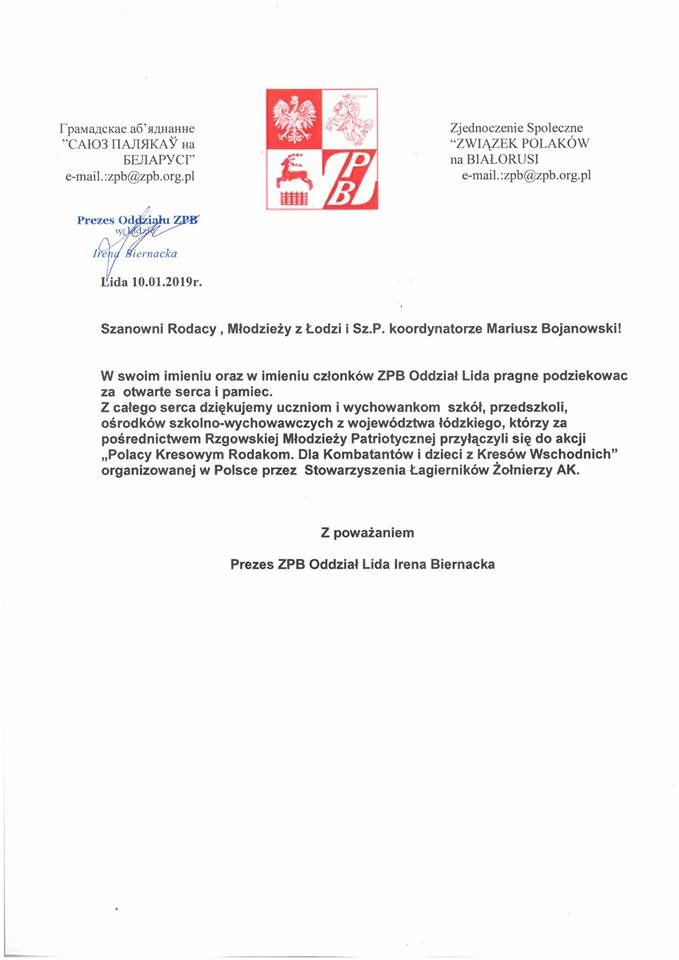 Грамадскае аб’яднанне
”САЮЗ ПАЛЯКАЎ на
БЕЛАРУСІ”
e-mail.:zpb@zpb.org.pl
ZPB
Zjednoczenie Spoleczne
“ZWIĄZEK POLAKÓW
na BIAŁORUSI
e-mail.:zpb@zpb.org.pl
Prezes Oddziału ZPB
w Lidzie
Irena Biernacka
Lida 10.01.2019r.
Szanowni Rodacy , Młodzieży z Łodzi i Sz.P. koordynatorze Mariusz Bojanowski!
W swoim imieniu oraz w imieniu członków ZPB Oddział Lida pragne podziekowac
za otwarte serca i pamiec.
Z całego serca dziękujemy uczniom i wychowankom szkół, przedszkoli,
ośrodków szkolno-wychowawczych z województwa łódzkiego, którzy za
pośrednictwem Rzgowskiej Młodzieży Patriotycznej przyłączyli się do akcji
„Polacy Kresowym Rodakom. Dla Kombatantów i dzieci z Kresów Wschodnich”
organizowanej w Polsce przez Stowarzyszenia Łagierników Żołnierzy AK.
Z poważaniem
Prezes ZPB Oddział Lida Irena Biernacka